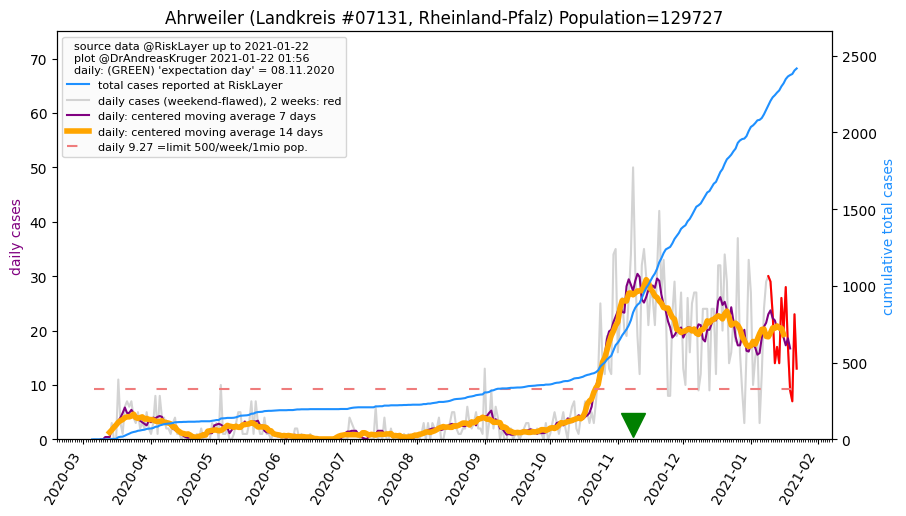 Ahrweiler (Landkreis #07131, Rheinland-Pfalz) Population=129727
source data @RiskLayer up to 2021-01-22
plot @DrAndreasKruger 2021-01-22 01:56
daily: (GREEN) 'expectation day' = 08.11.2020
total cases reported at RiskLayer
daily cases (weekend-flawed), 2 weeks: red
daily: centered moving average 7 days
daily: centered moving average 14 days
daily 9.27 =limit 500/week/1mio pop.
daily cases
70
60
50
40
30
20
10
0
cumulative total cases
2500
2000
1500
1000
500
0
2020-03
2020-04
2020-05
2020-06
2020-07
2020-08
2020-09
2020-10
2020-11
2020-12
2021-01
2021-02